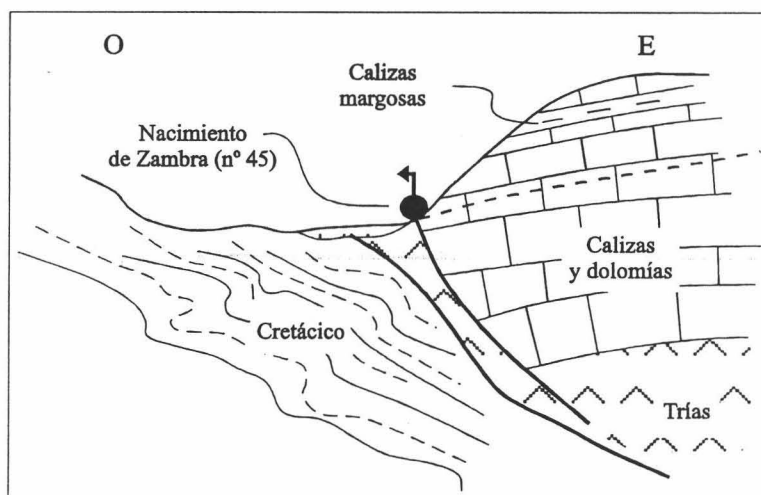 O
E
Calizas
margosas
Nacimiento
de Zambra (nº 45)
Calizas
y dolomías
Cretácico
Trías